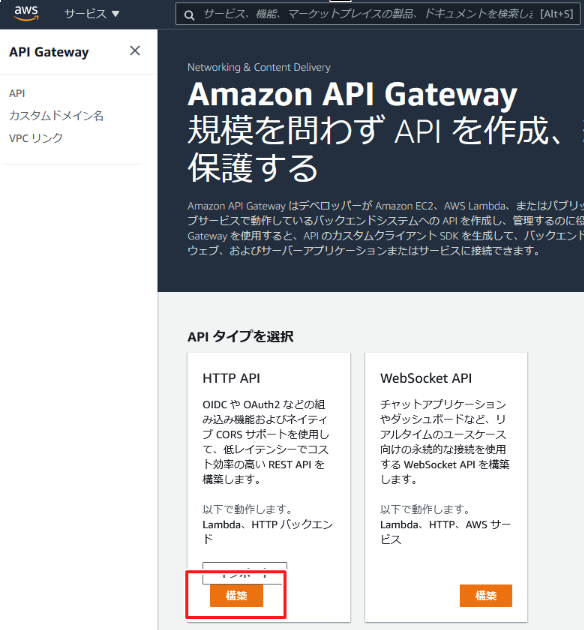 aws サービス ▼ サービス、機能、マーケットプレイスの製品、ドキュメントを検索し [Alt+S]
API Gateway
API
カスタムドメイン名
VPC リンク
Networking & Content Delivery
Amazon API Gateway
規模を問わず API を作成、
保護する
Amazon API Gateway はデベロッパーが Amazon EC2、AWS Lambda、またはパブリッ
ブサービスで動作しているバックエンドシステムへの API を作成し、管理するのに役
Gateway を使用すると、API のカスタムクライアント SDK を生成して、バックエンド
ウェブ、およびサーバーアプリケーションまたはサービスに接続できます。
API タイプを選択
HTTP API
OIDC や OAuth2 などの組
み込み機能およびネイティ
ブ CORS サポートを使用し
て、低レイテンシーでコス
ト効率の高い REST API を
構築します。
以下で動作します。
Lambda、HTTP バックエン
ド
構築
WebSocket API
チャットアプリケーション
やダッシュボードなど、リ
アルタイムのユースケース
向けの永続的な接続を使用
する WebSocket API を構築
します。
以下で動作します。
Lambda、HTTP、AWS サー
ビス
構築